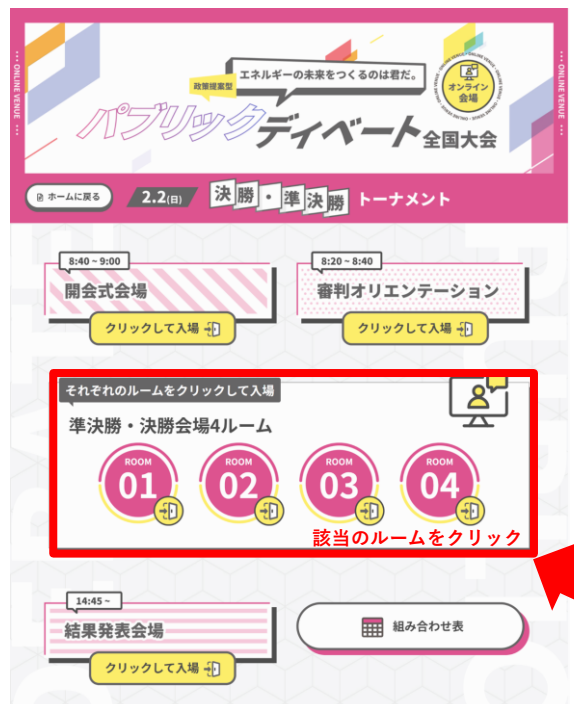 エネルギーの未来をつくるのは君だ。
政策提案型
パブリックディベート全国大会
オンライン
会場
••• ONLINE VENUE •••
••• ONLINE VENUE •••
ホームに戻る
2.2(日)
決勝・準決勝 トーナメント
8:40 ~ 9:00
開会式会場
クリックして入場
8:20 ~ 8:40
審判オリエンテーション
クリックして入場
それぞれのルームをクリックして入場
準決勝・決勝会場4ルーム
ROOM
01
ROOM
02
ROOM
03
ROOM
04
該当のルームをクリック
14:45 ~
結果発表会場
クリックして入場
組み合わせ表